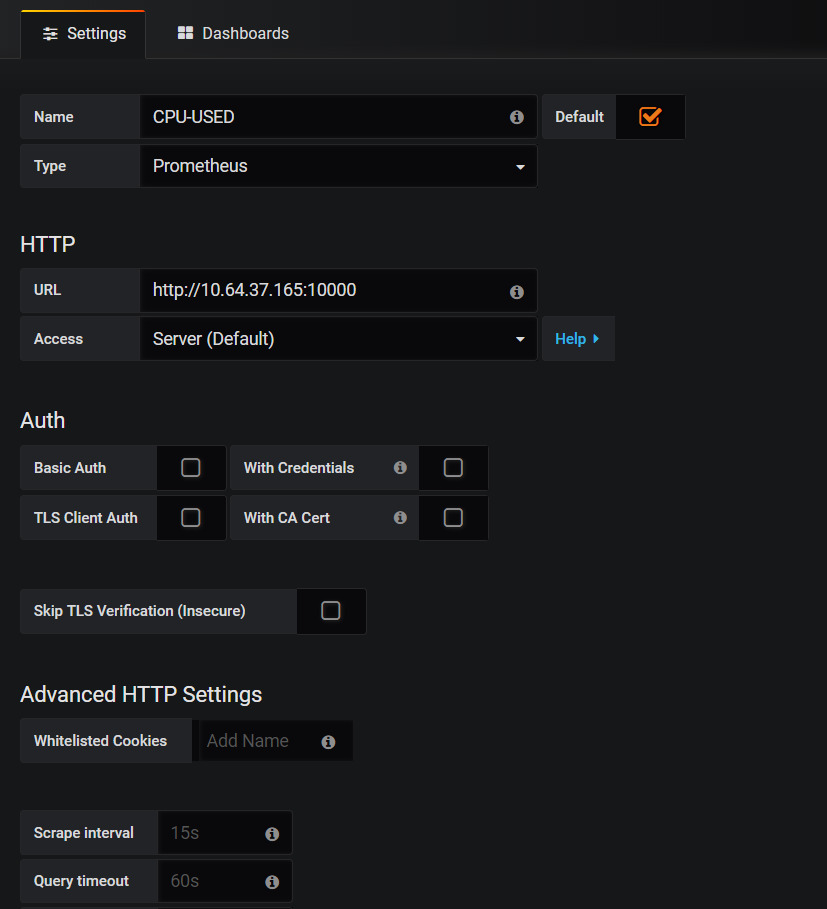 Settings Dashboards
Name CPU-USED Default
Type Prometheus
HTTP
URL http://10.64.37.165:10000
Access Server (Default) Help
Auth
Basic Auth With Credentials
TLS Client Auth With CA Cert
Skip TLS Verification (Insecure)
Advanced HTTP Settings
Whitelisted Cookies Add Name
Scrape interval 15s
Query timeout 60s